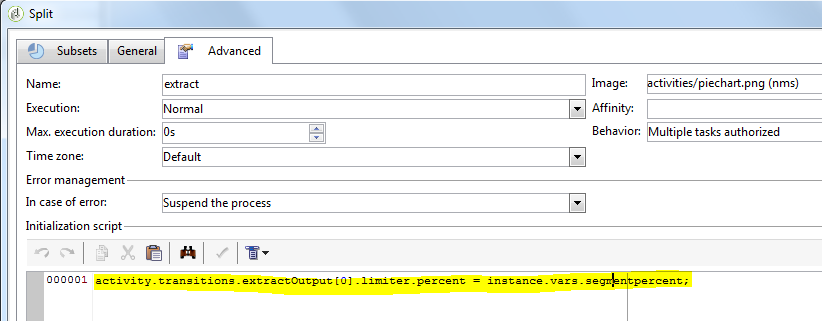 Split
Subsets General Advanced
Name: extract Image: activities/piechart.png (nms)
Execution: Normal Affinity:
Max. execution duration: 0s Behavior: Multiple tasks authorized
Time zone: Default
Error management
In case of error: Suspend the process
Initialization script
000001 activity.transitions.extractOutput[0].limiter.percent = instance.vars.segmentpercent;